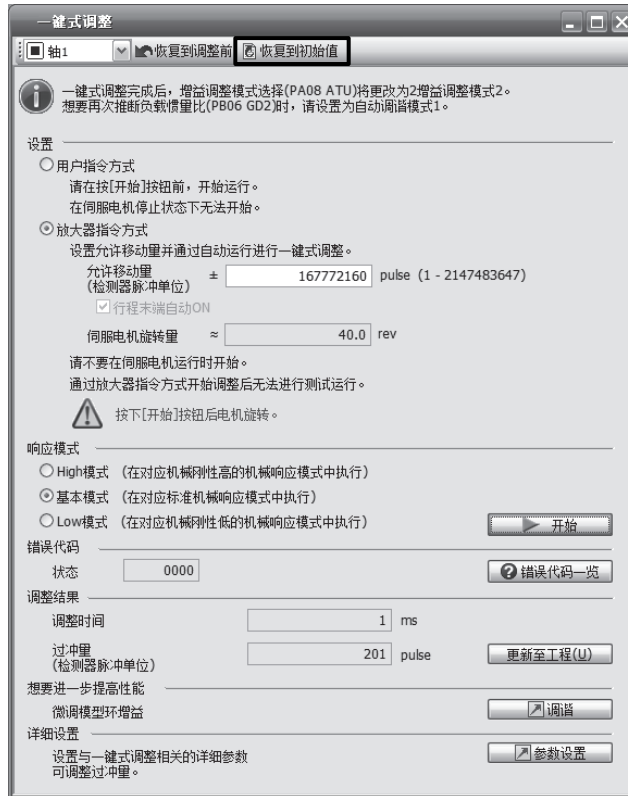 一键式调整
轴1 恢复到调整前 恢复到初始值
一键式调整完成后，增益调整模式选择(PA08 ATU)将更改为2增益调整模式2。
想要再次推断负载惯量比(PB06 GD2)时，请设置为自动调谐模式1。
设置
用户指令方式
请在按[开始]按钮前，开始运行。
在伺服电机停止状态下无法开始。
放大器指令方式
设置允许移动量并通过自动运行进行一键式调整。
允许移动量
(检测器脉冲单位) ± 167772160 pulse (1 - 2147483647)
行程末端自动ON
伺服电机旋转量 ≈ 40.0 rev
请不要在伺服电机运行时开始。
通过放大器指令方式开始调整后无法进行测试运行。
按下[开始]按钮后电机旋转。
响应模式
High模式 (在对应机械刚性高的机械响应模式中执行)
基本模式 (在对应标准机械响应模式中执行)
Low模式 (在对应机械刚性低的机械响应模式中执行)
开始
错误代码
状态 0000 错误代码一览
调整结果
调整时间 1 ms
过冲量
(检测器脉冲单位) 201 pulse 更新至工程(U)
想要进一步提高性能
微调模型环增益 调谐
详细设置
设置与一键式调整相关的详细参数
可调整过冲量。 参数设置